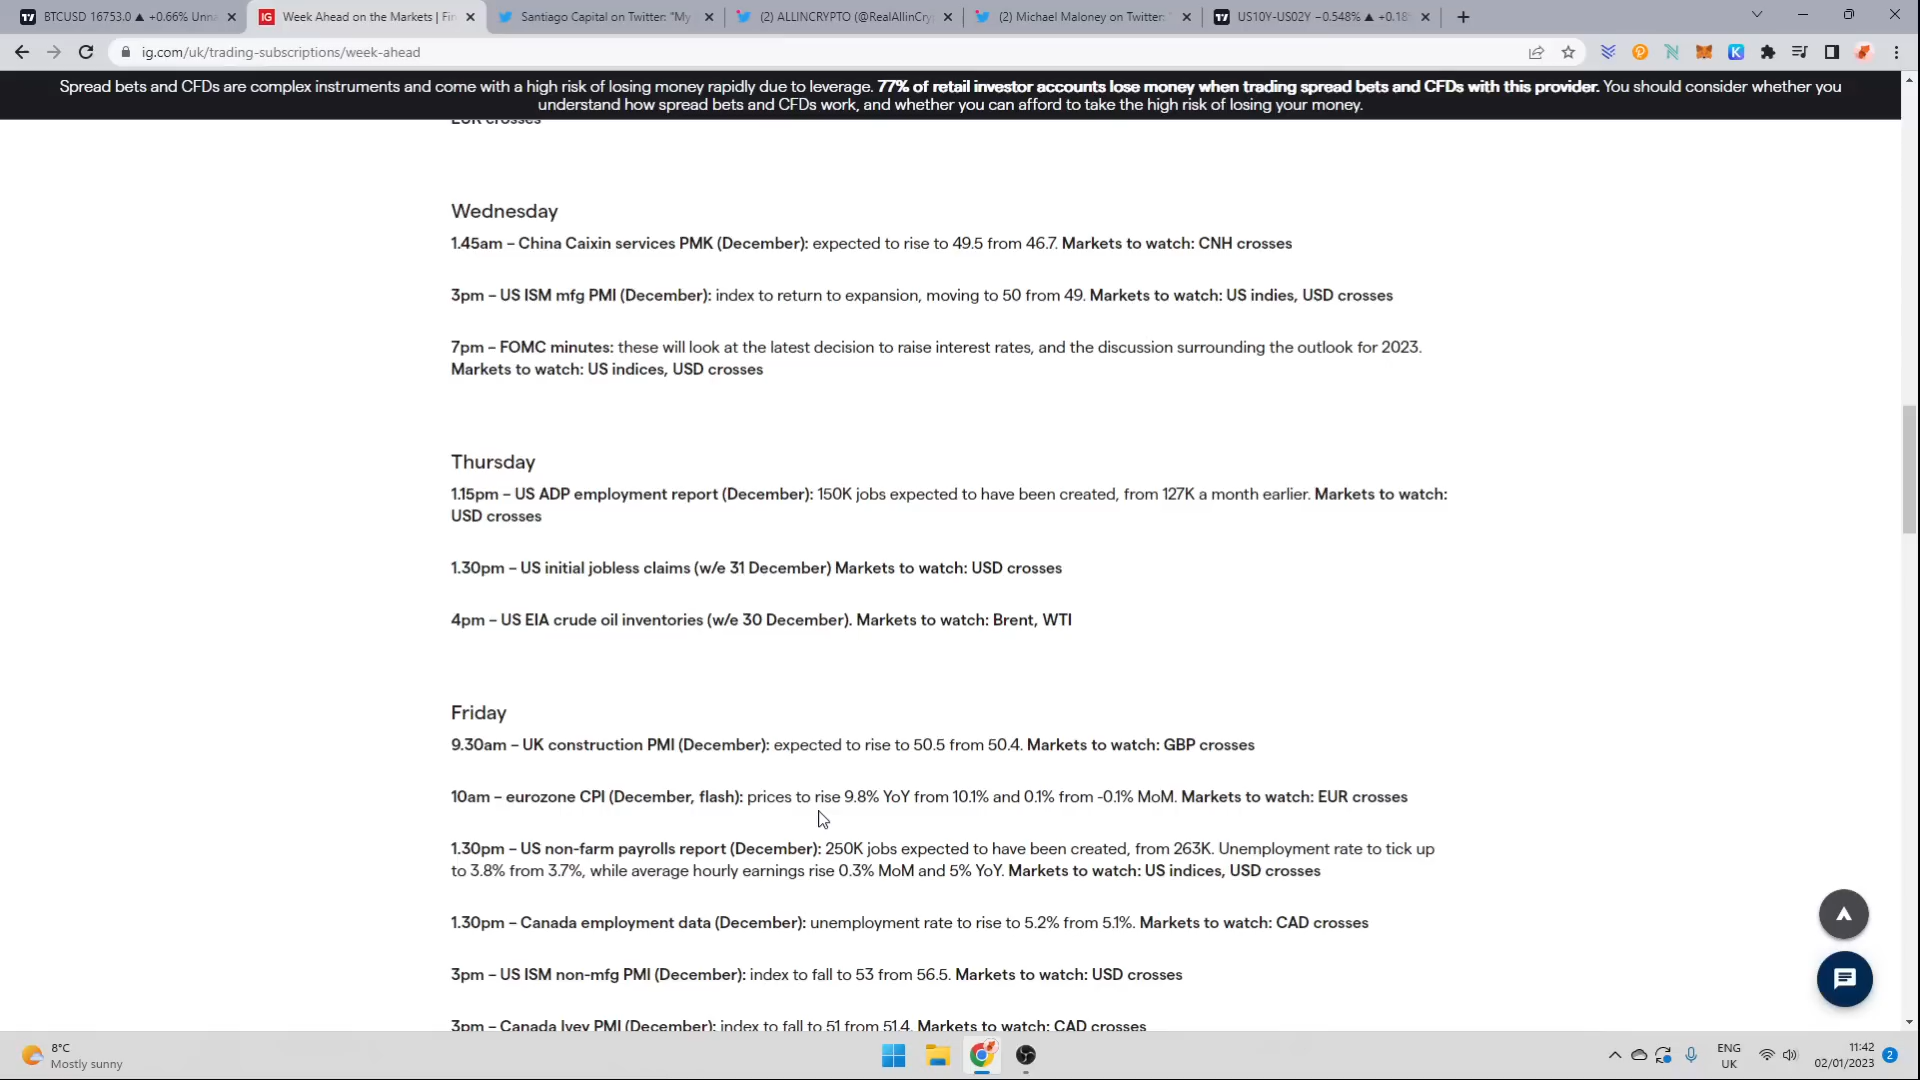 BTCUSD 16753.0 ▲ +0.66% Unna
Week Ahead on the Markets | Fin
Santiago Capital on Twitter: "My
(2) ALLINCRYPTO (@RealAllinCry
(2) Michael Maloney on Twitter: "
US10Y-US02Y −0.548% ▲ +0.18
ig.com/uk/trading-subscriptions/week-ahead
Spread bets and CFDs are complex instruments and come with a high risk of losing money rapidly due to leverage. 77% of retail investor accounts lose money when trading spread bets and CFDs with this provider. You should consider whether you
understand how spread bets and CFDs work, and whether you can afford to take the high risk of losing your money.
EUR crosses
Wednesday
1.45am – China Caixin services PMK (December): expected to rise to 49.5 from 46.7. Markets to watch: CNH crosses
3pm – US ISM mfg PMI (December): index to return to expansion, moving to 50 from 49. Markets to watch: US indies, USD crosses
7pm – FOMC minutes: these will look at the latest decision to raise interest rates, and the discussion surrounding the outlook for 2023.
Markets to watch: US indices, USD crosses
Thursday
1.15pm – US ADP employment report (December): 150K jobs expected to have been created, from 127K a month earlier. Markets to watch:
USD crosses
1.30pm – US initial jobless claims (w/e 31 December) Markets to watch: USD crosses
4pm – US EIA crude oil inventories (w/e 30 December). Markets to watch: Brent, WTI
Friday
9.30am – UK construction PMI (December): expected to rise to 50.5 from 50.4. Markets to watch: GBP crosses
10am – eurozone CPI (December, flash): prices to rise 9.8% YoY from 10.1% and 0.1% from -0.1% MoM. Markets to watch: EUR crosses
1.30pm – US non-farm payrolls report (December): 250K jobs expected to have been created, from 263K. Unemployment rate to tick up
to 3.8% from 3.7%, while average hourly earnings rise 0.3% MoM and 5% YoY. Markets to watch: US indices, USD crosses
1.30pm – Canada employment data (December): unemployment rate to rise to 5.2% from 5.1%. Markets to watch: CAD crosses
3pm – US ISM non-mfg PMI (December): index to fall to 53 from 56.5. Markets to watch: USD crosses
3pm – Canada Ivey PMI (December): index to fall to 51 from 51.4. Markets to watch: CAD crosses
8°C
Mostly sunny
ENG
UK
11:42
02/01/2023
2